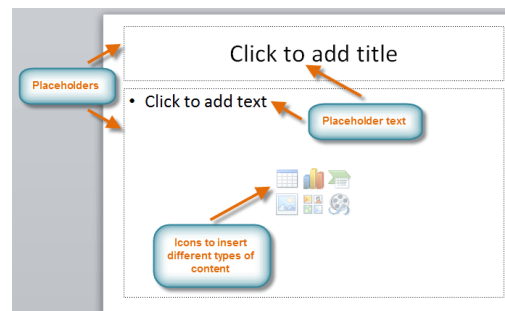 Click to add title
Placeholders
• Click to add text
Placeholder text
Icons to insert
different types of
content